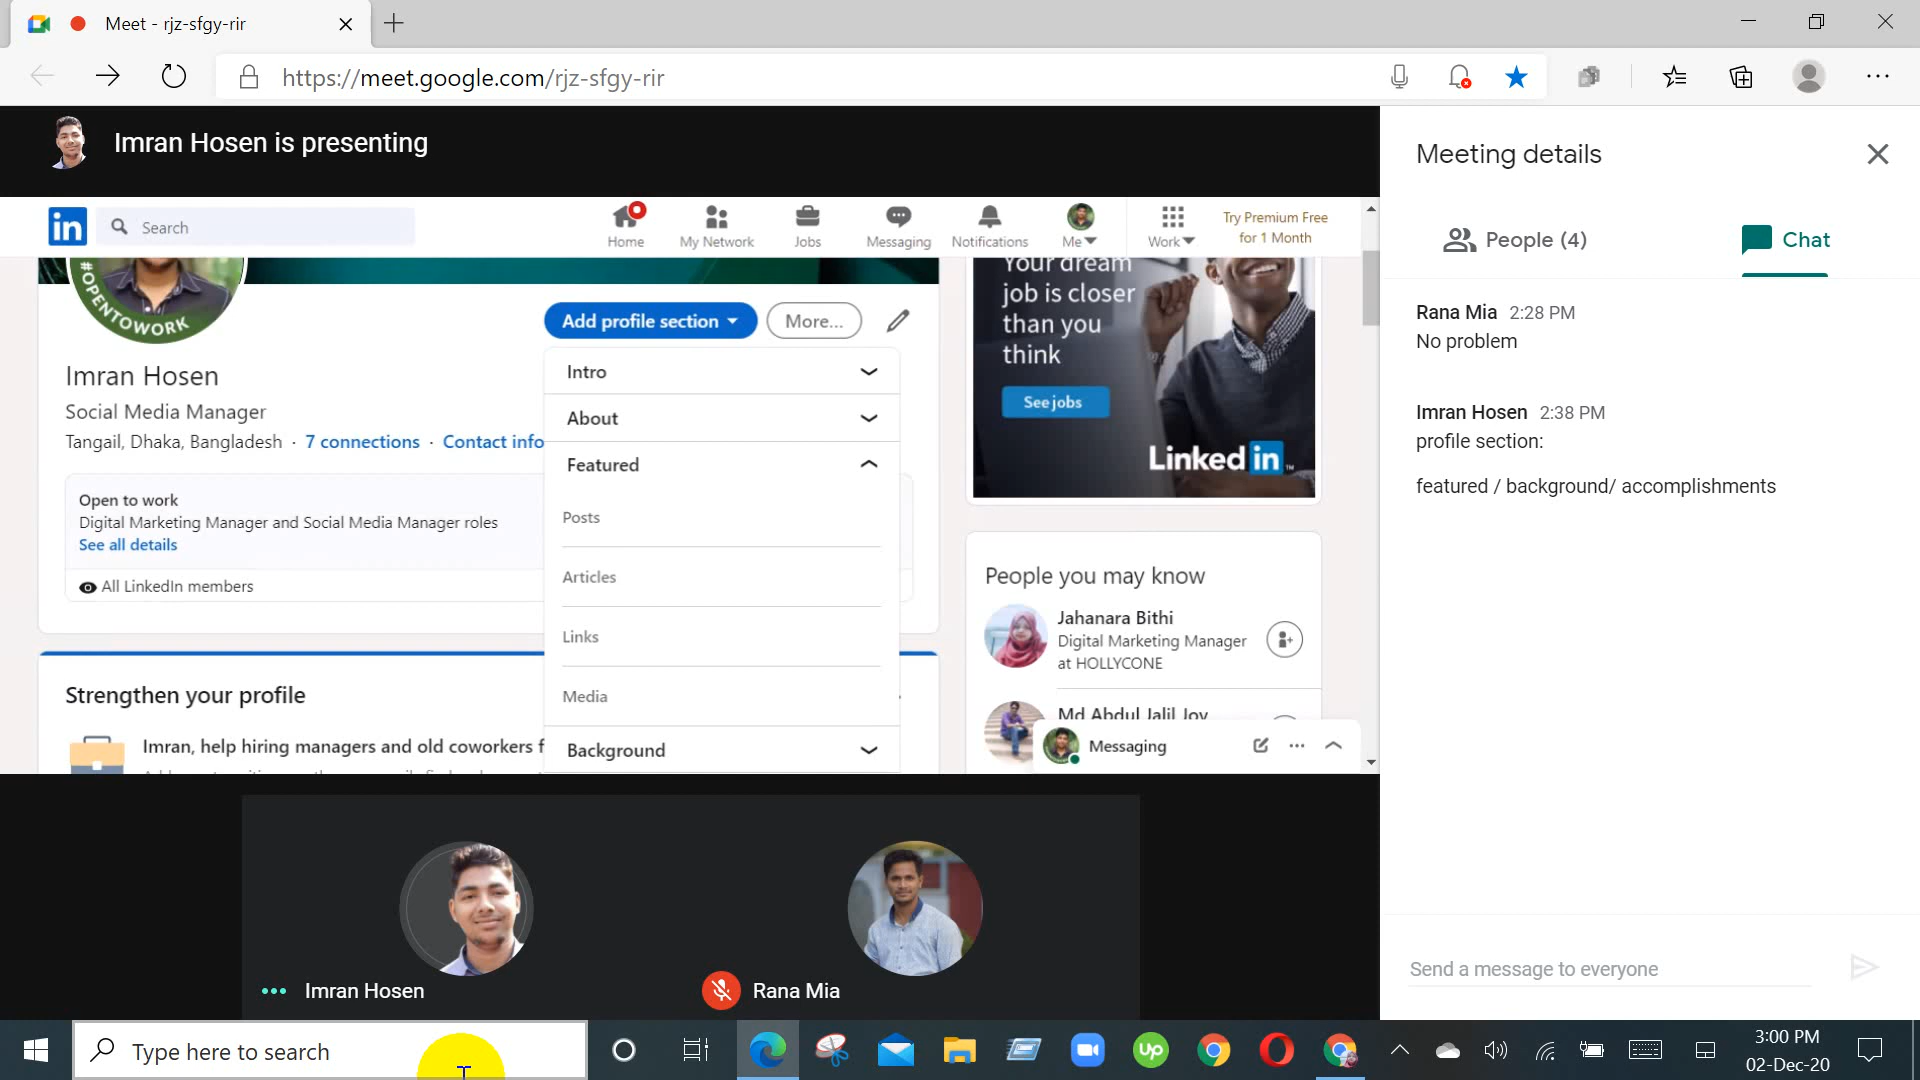 Meet - rjz-sfgy-rir
https://meet.google.com/rjz-sfgy-rir
Imran Hosen is presenting
in
Search
Home
My Network
Jobs
Messaging
Notifications
Me
Work
Try Premium Free
for 1 Month
#OPENTOWORK
Add profile section
More...
Imran Hosen
Social Media Manager
Tangail, Dhaka, Bangladesh · 7 connections · Contact info
Open to work
Digital Marketing Manager and Social Media Manager roles
See all details
All LinkedIn members
Intro
About
Featured
Posts
Articles
Links
Media
Background
Strengthen your profile
Imran, help hiring managers and old coworkers f
Your dream
job is closer
than you
think
See jobs
Linked in
People you may know
Jahanara Bithi
Digital Marketing Manager
at HOLLYCONE
Md Abdul Jalil Joy
Messaging
Imran Hosen
Rana Mia
Meeting details
People (4)
Chat
Rana Mia 2:28 PM
No problem
Imran Hosen 2:38 PM
profile section:
featured / background/ accomplishments
Send a message to everyone
Type here to search
Up
3:00 PM
02-Dec-20